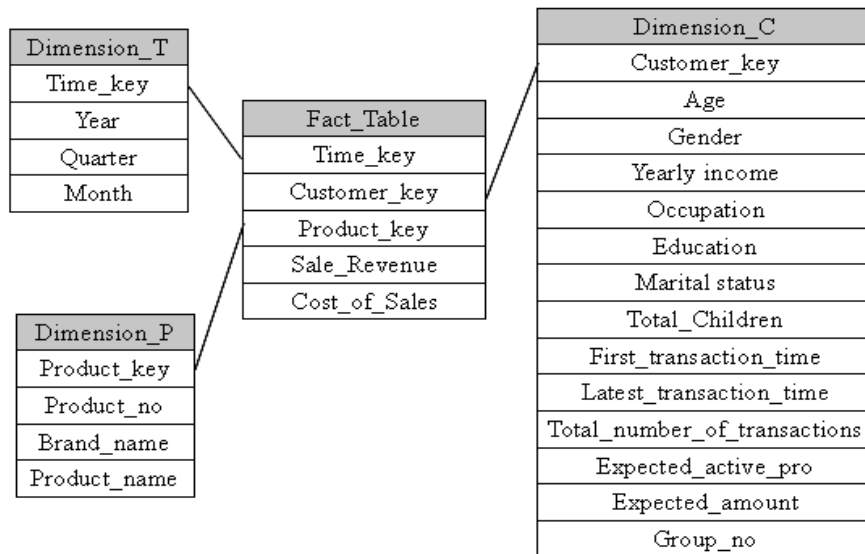 Dimension_T
Time_key
Year
Quarter
Month
Fact_Table
Time_key
Customer_key
Product_key
Sale_Revenue
Cost_of_Sales
Dimension_P
Product_key
Product_no
Brand_name
Product_name
Dimension_C
Customer_key
Age
Gender
Yearly income
Occupation
Education
Marital status
Total_Children
First_transaction_time
Latest_transaction_time
Total_number_of_transactions
Expected_active_pro
Expected_amount
Group_no